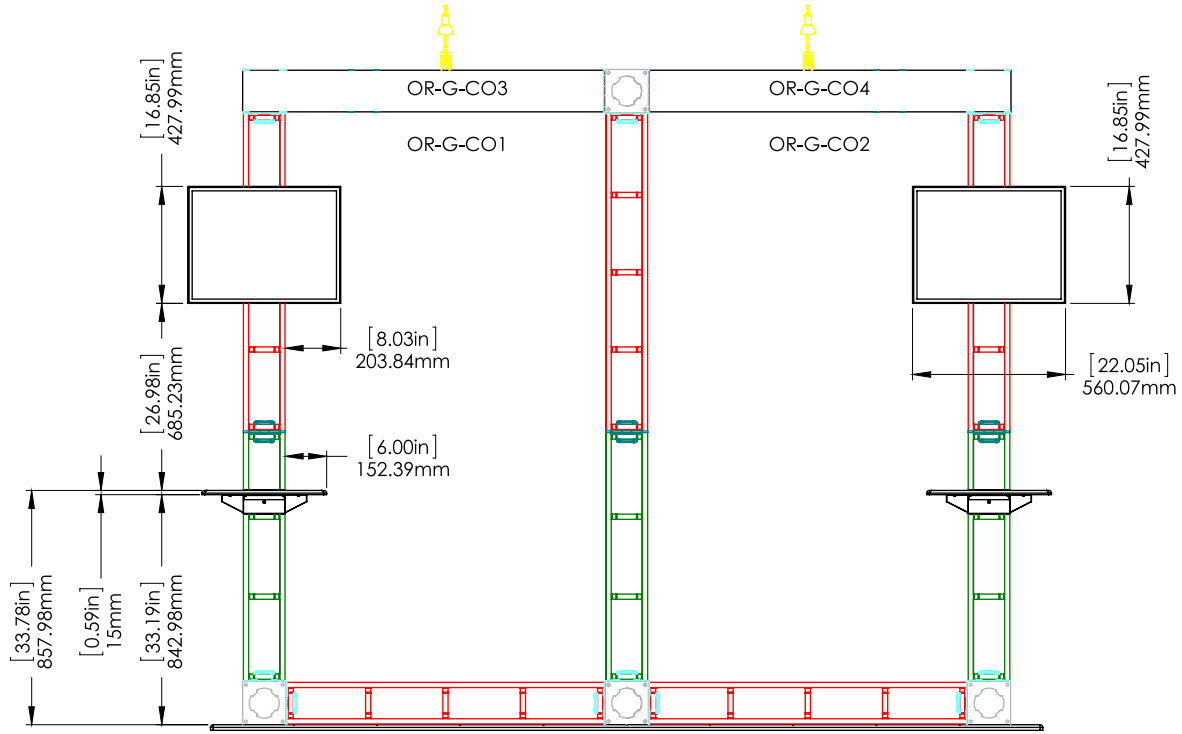 OR-G-CO3
OR-G-CO4
OR-G-CO1
OR-G-CO2
[16.85in]
427.99mm
[16.85in]
427.99mm
[8.03in]
203.84mm
[22.05in]
560.07mm
[26.98in]
685.23mm
[6.00in]
152.39mm
[33.78in]
857.98mm
[0.59in]
15mm
[33.19in]
842.98mm